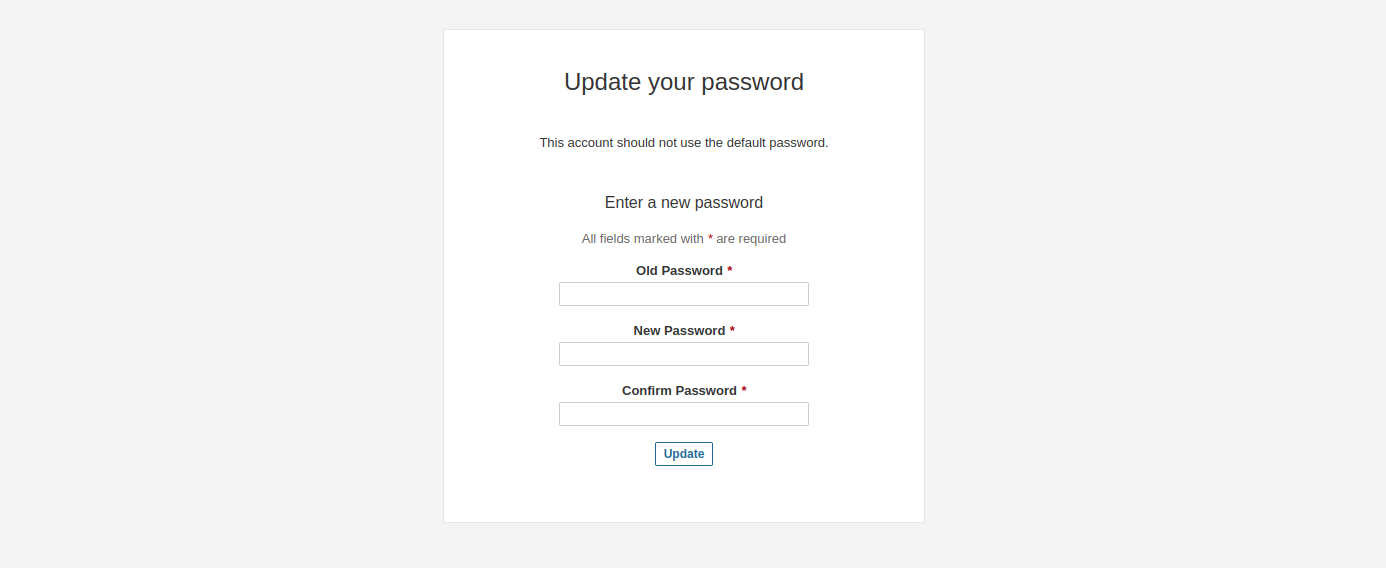 Update your password
This account should not use the default password.
Enter a new password
All fields marked with * are required
Old Password *
New Password *
Confirm Password *
Update